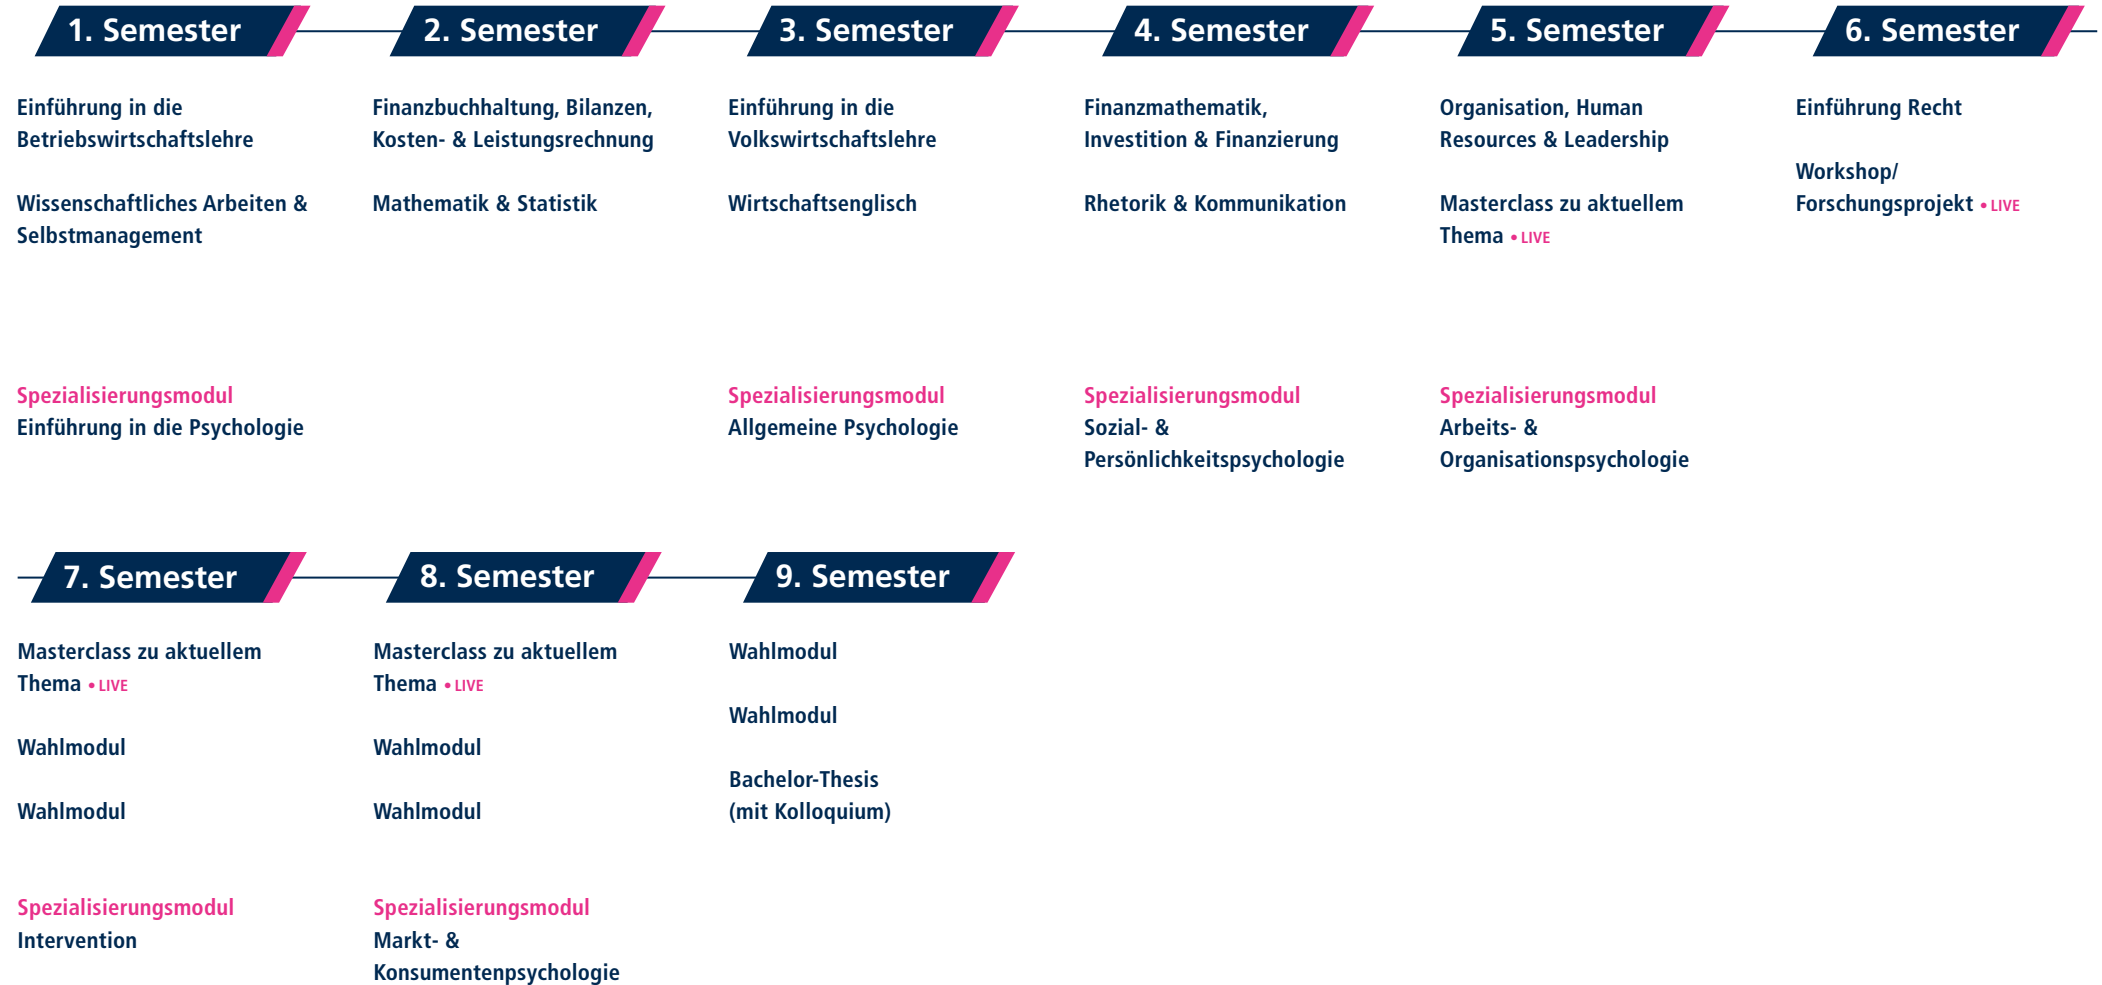 1. Semester
Einführung in die
Betriebswirtschaftslehre
Wissenschaftliches Arbeiten &
Selbstmanagement
Spezialisierungsmodul
Einführung in die Psychologie
2. Semester
Finanzbuchhaltung, Bilanzen,
Kosten- & Leistungsrechnung
Mathematik & Statistik
3. Semester
Einführung in die
Volkswirtschaftslehre
Wirtschaftsenglisch
Spezialisierungsmodul
Allgemeine Psychologie
4. Semester
Finanzmathematik,
Investition & Finanzierung
Rhetorik & Kommunikation
Spezialisierungsmodul
Sozial- &
Persönlichkeitspsychologie
5. Semester
Organisation, Human
Resources & Leadership
Masterclass zu aktuellem
Thema • LIVE
Spezialisierungsmodul
Arbeits- &
Organisationspsychologie
6. Semester
Einführung Recht
Workshop/
Forschungsprojekt • LIVE
7. Semester
Masterclass zu aktuellem
Thema • LIVE
Wahlmodul
Wahlmodul
Spezialisierungsmodul
Intervention
8. Semester
Masterclass zu aktuellem
Thema • LIVE
Wahlmodul
Wahlmodul
Spezialisierungsmodul
Markt- &
Konsumentenpsychologie
9. Semester
Wahlmodul
Wahlmodul
Bachelor-Thesis
(mit Kolloquium)